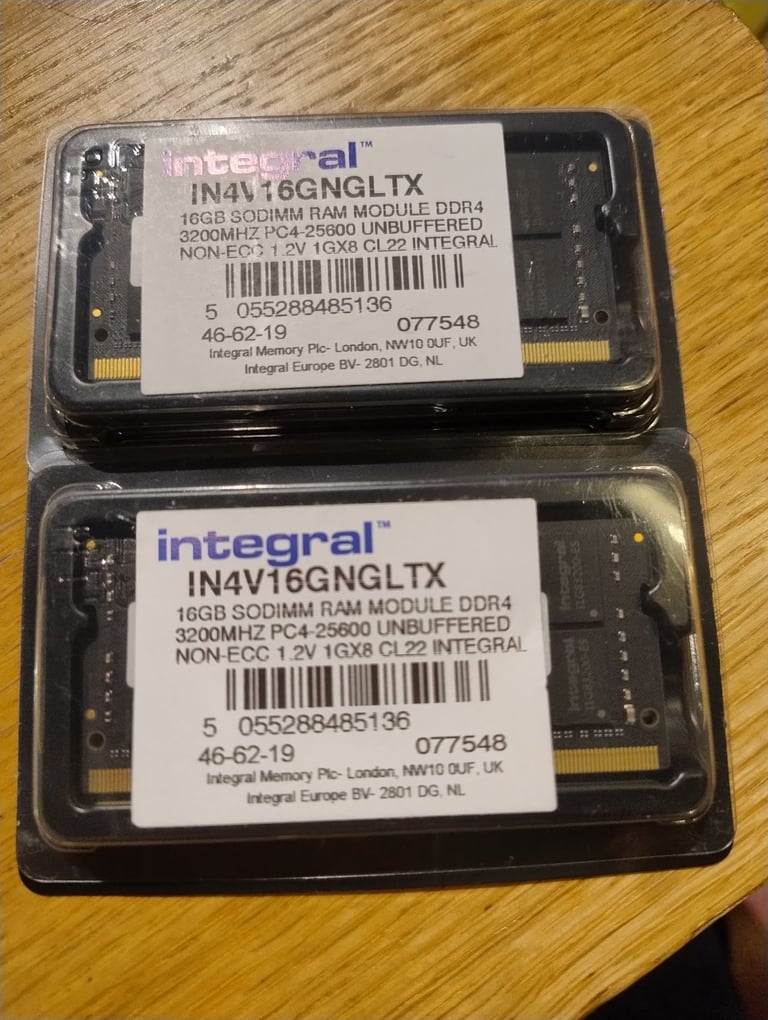 integral™
IN4V16GNGLTX
16GB SODIMM RAM MODULE DDR4
3200MHZ PC4-25600 UNBUFFERED
NON-ECC 1.2V 1GX8 CL22 INTEGRAL
5 055288485136
46-62-19 077548
Integral Memory Plc- London, NW10 0UF, UK
Integral Europe BV- 2801 DG, NL
integral™
IN4V16GNGLTX
16GB SODIMM RAM MODULE DDR4
3200MHZ PC4-25600 UNBUFFERED
NON-ECC 1.2V 1GX8 CL22 INTEGRAL
5 055288485136
46-62-19 077548
Integral Memory Plc- London, NW10 0UF, UK
Integral Europe BV- 2801 DG, NL
integral
integral